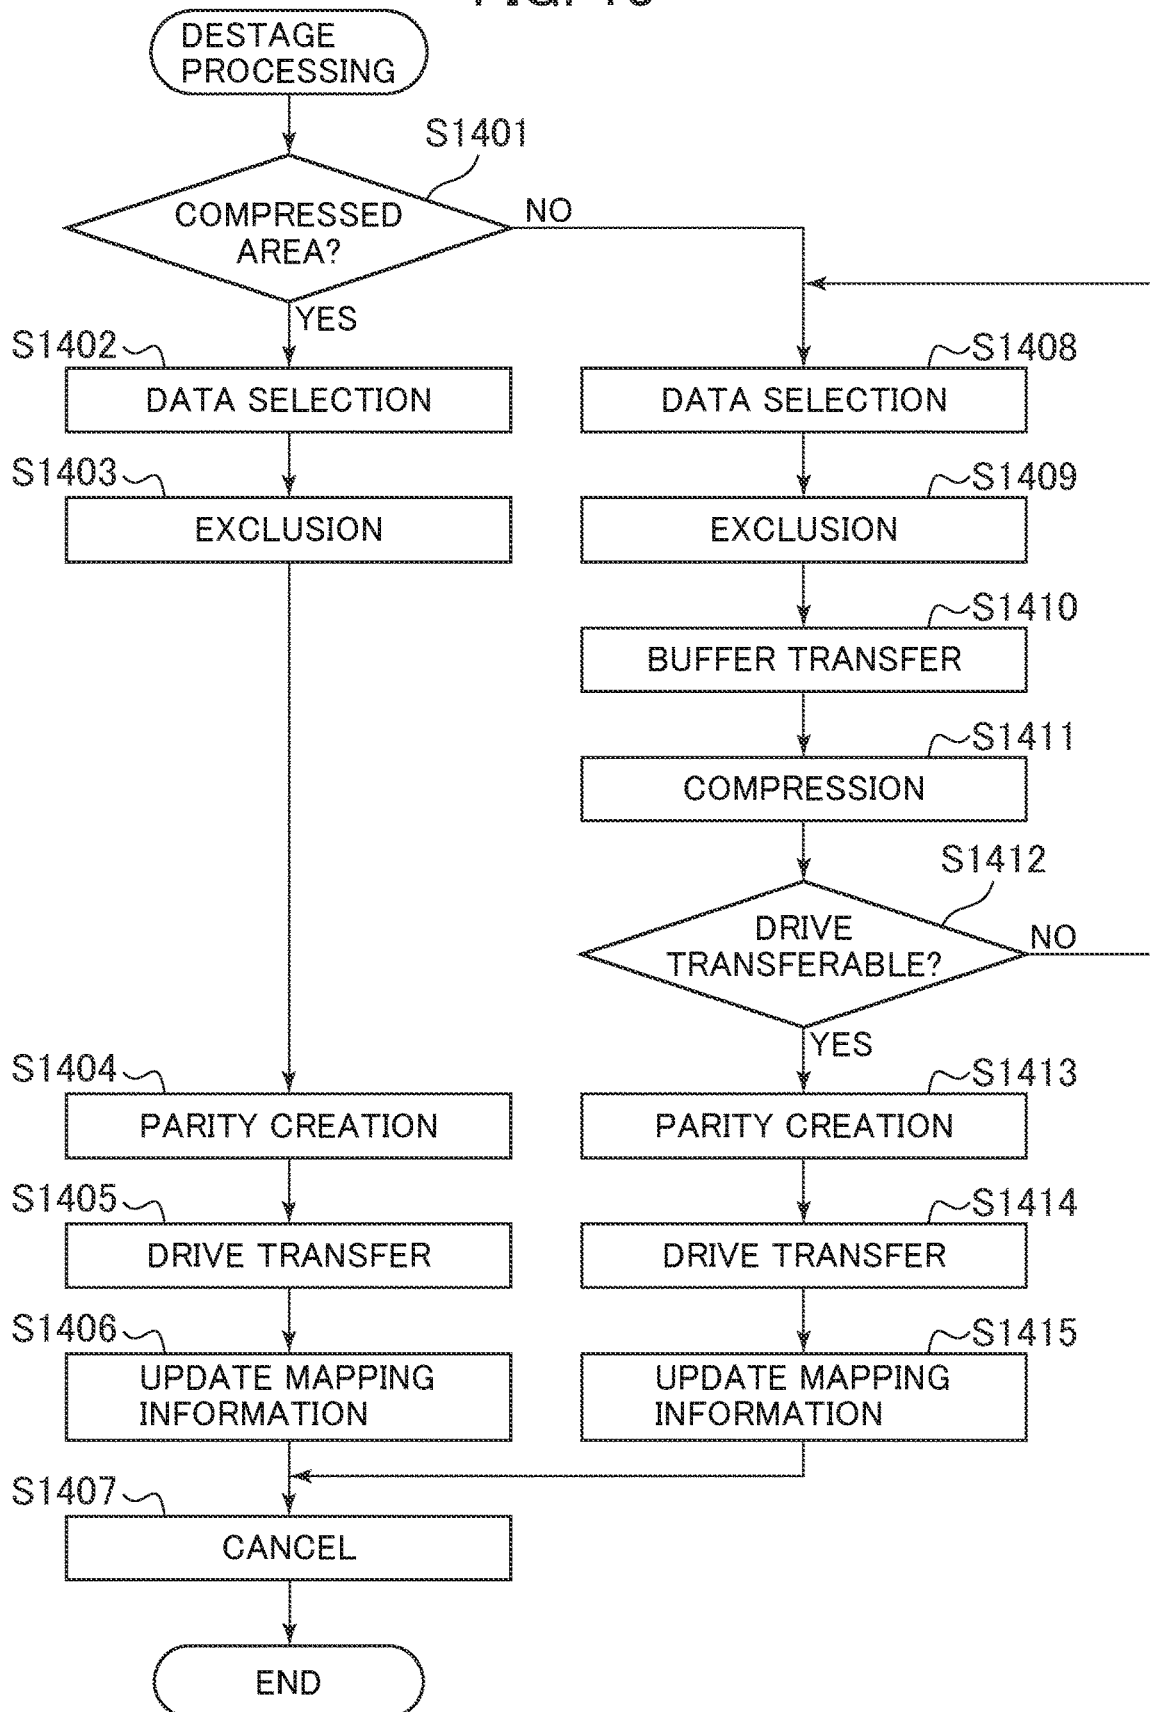 DESTAGE
PROCESSING
S1401
COMPRESSED
AREA?
NO
YES
S1402
DATA SELECTION
S1403
EXCLUSION
S1404
PARITY CREATION
S1405
DRIVE TRANSFER
S1406
UPDATE MAPPING
INFORMATION
S1407
CANCEL
END
S1408
DATA SELECTION
S1409
EXCLUSION
S1410
BUFFER TRANSFER
S1411
COMPRESSION
S1412
DRIVE
TRANSFERABLE?
NO
YES
S1413
PARITY CREATION
S1414
DRIVE TRANSFER
S1415
UPDATE MAPPING
INFORMATION